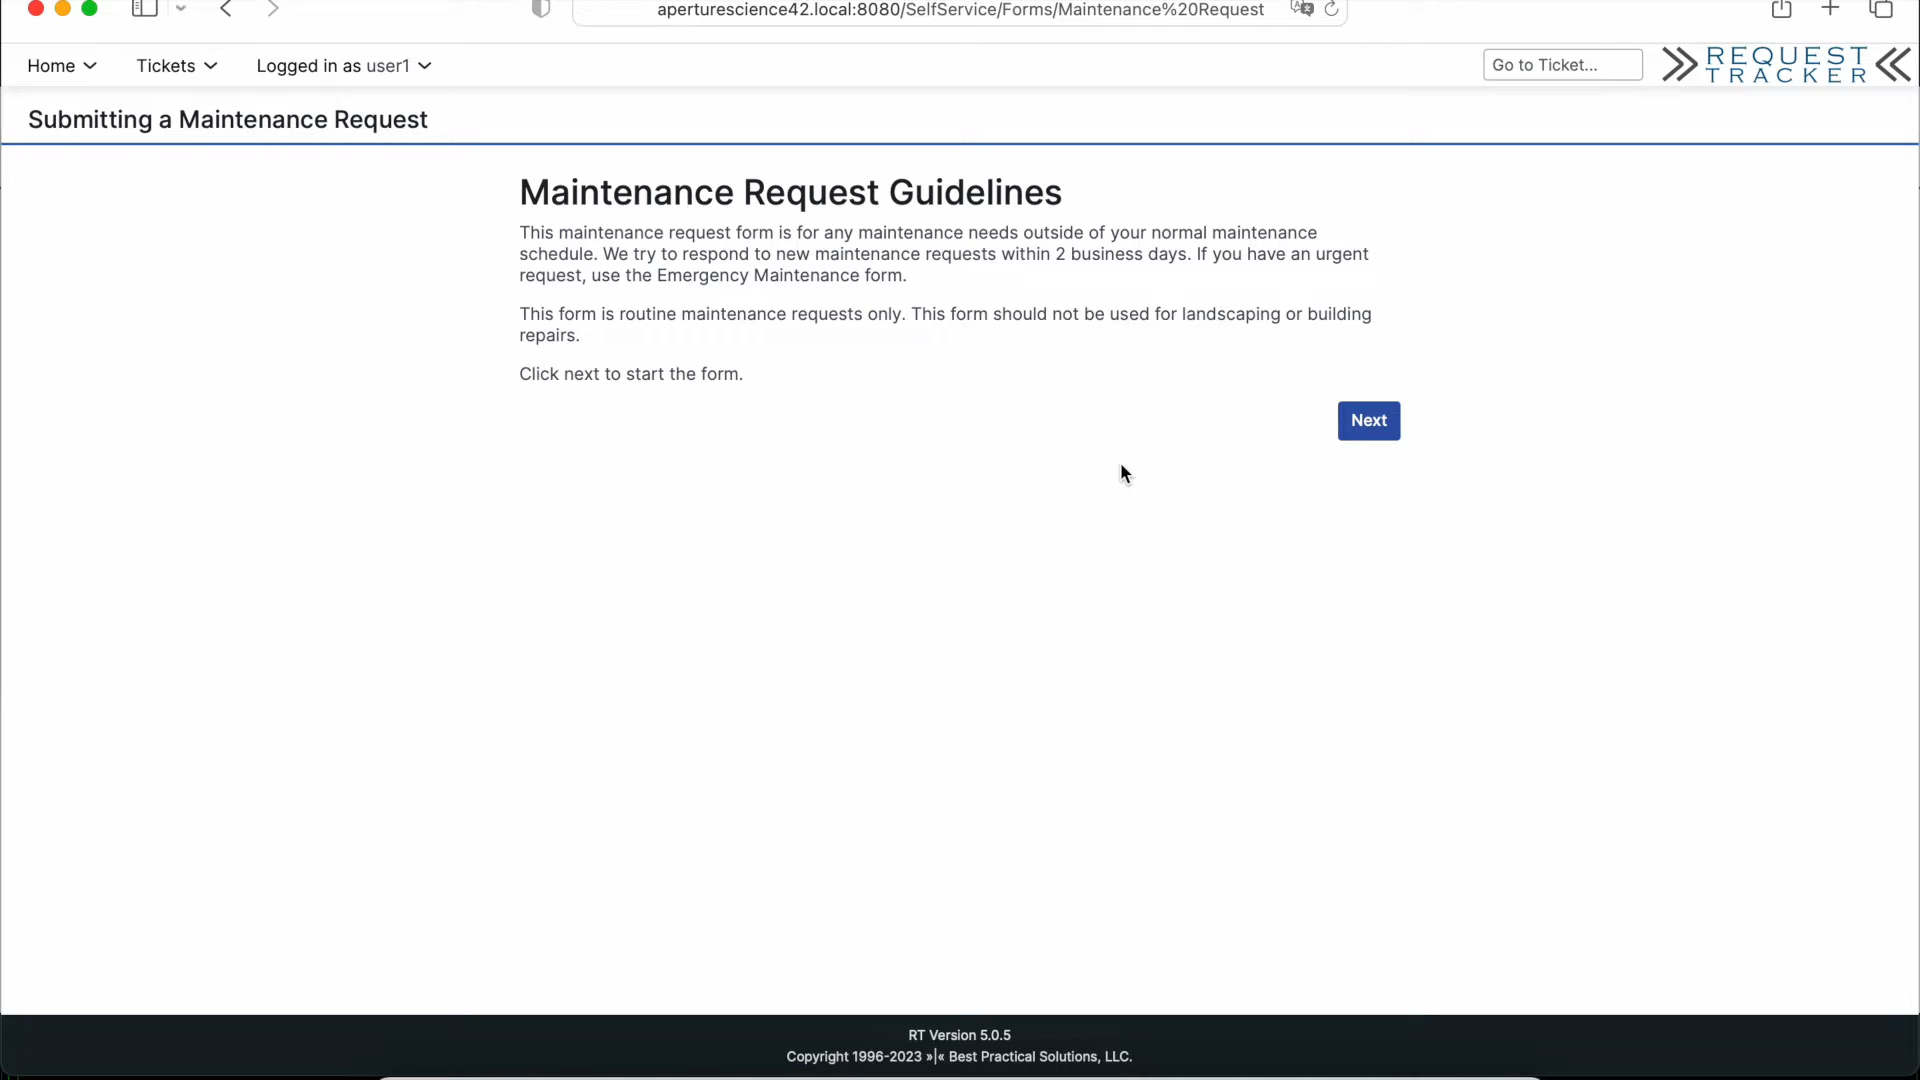 aperturescience42.local:8080/SelfService/Forms/Maintenance%20Request
Home
Tickets
Logged in as user1
Go to Ticket...
REQUEST
TRACKER
Submitting a Maintenance Request
Maintenance Request Guidelines
This maintenance request form is for any maintenance needs outside of your normal maintenance
schedule. We try to respond to new maintenance requests within 2 business days. If you have an urgent
request, use the Emergency Maintenance form.
This form is routine maintenance requests only. This form should not be used for landscaping or building
repairs.
Click next to start the form.
Next
RT Version 5.0.5
Copyright 1996-2023 »|« Best Practical Solutions, LLC.